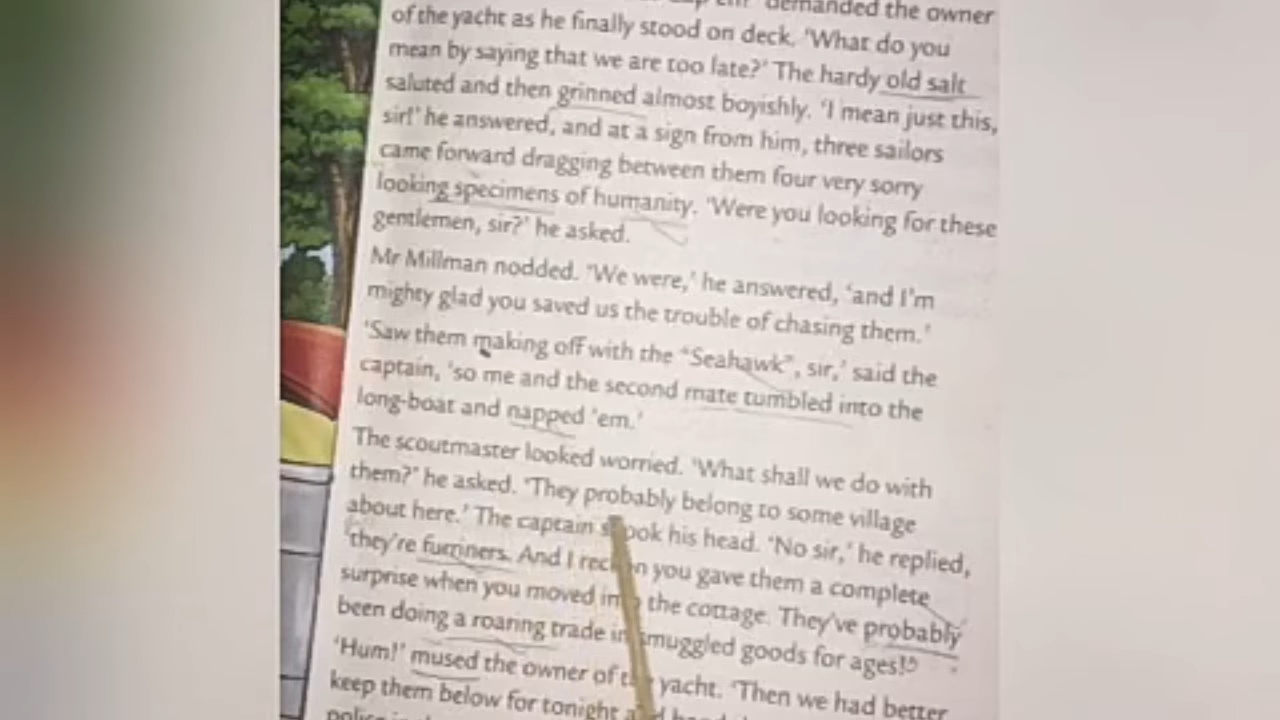 demanded the owner
of the yacht as he finally stood on deck. 'What do you
mean by saying that we are too late?' The hardy old salt
saluted and then grinned almost boyishly. 'I mean just this,
sir!' he answered, and at a sign from him, three sailors
came forward dragging between them four very sorry
looking specimens of humanity. 'Were you looking for these
gentlemen, sir?' he asked.
Mr Millman nodded. 'We were,' he answered, 'and I'm
mighty glad you saved us the trouble of chasing them.'
'Saw them making off with the "Seahawk", sir,' said the
captain, 'so me and the second mate tumbled into the
long-boat and napped 'em.'
The scoutmaster looked worried. 'What shall we do with
them?' he asked. 'They probably belong to some village
about here.' The captain shook his head. 'No sir,' he replied,
'they're furriners. And I reckon you gave them a complete
surprise when you moved into the cottage. They've probably
been doing a roaring trade in smuggled goods for ages!'
'Hum!' mused the owner of the yacht. 'Then we had better
keep them below for tonight and